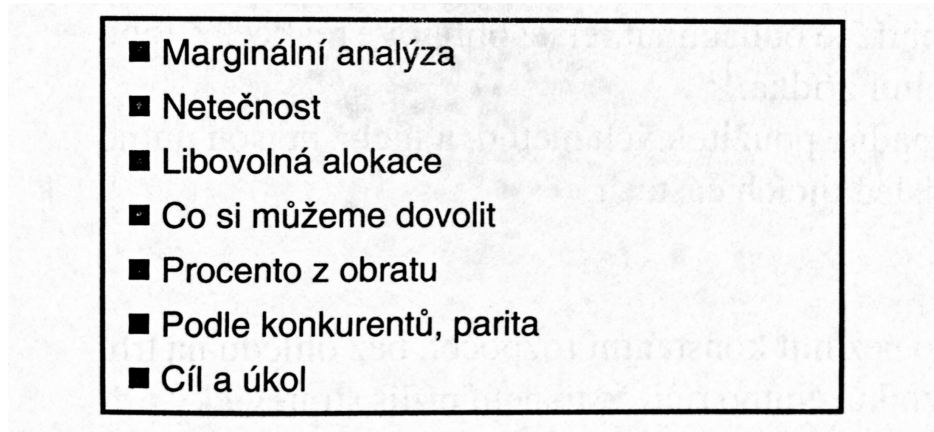 ■ Marginální analýza
■ Netečnost
■ Libovolná alokace
■ Co si můžeme dovolit
■ Procento z obratu
■ Podle konkurentů, parita
■ Cíl a úkol